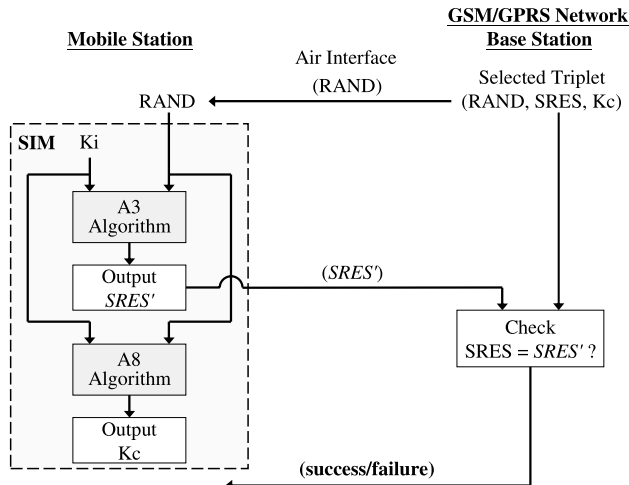 GSM/GPRS Network
Base Station
Mobile Station
Air Interface
(RAND)
Selected Triplet
(RAND, SRES, Kc)
RAND
SIM
Ki
A3
Algorithm
Output
SRES'
(SRES')
Check
SRES = SRES' ?
A8
Algorithm
Output
Kc
(success/failure)